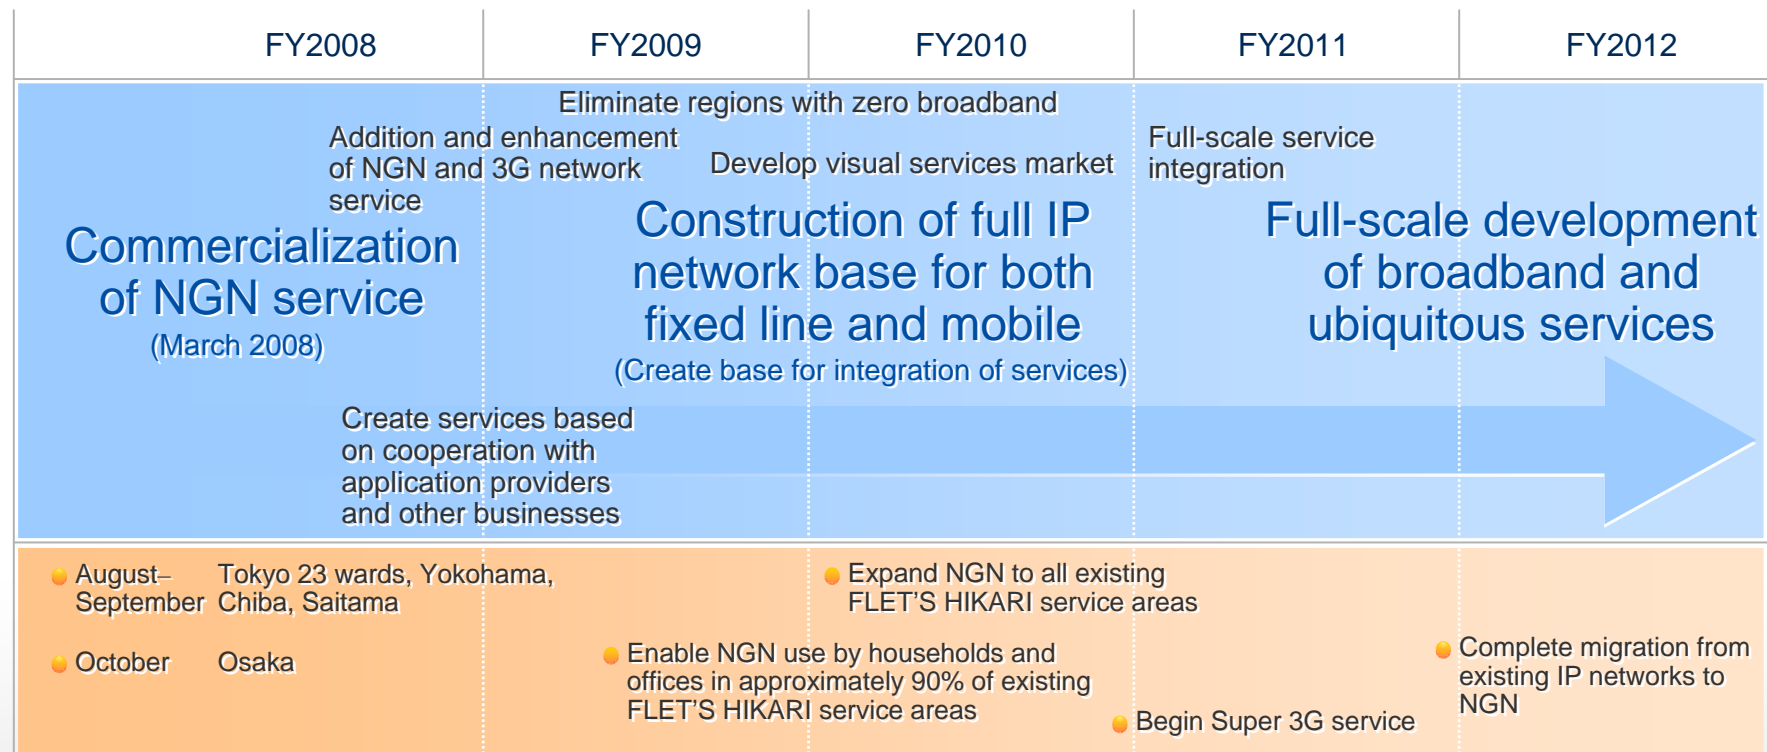 FY2008
FY2009
FY2010
FY2011
FY2012
Eliminate regions with zero broadband
Addition and enhancement
of NGN and 3G network
service
Develop visual services market
Full-scale service
integration
Commercialization
of NGN service
(March 2008)
Construction of full IP
network base for both
fixed line and mobile
(Create base for integration of services)
Full-scale development
of broadband and
ubiquitous services
Create services based
on cooperation with
application providers
and other businesses
August–
September
Tokyo 23 wards, Yokohama,
Chiba, Saitama
October
Osaka
Enable NGN use by households and
offices in approximately 90% of existing
FLET'S HIKARI service areas
Expand NGN to all existing
FLET'S HIKARI service areas
Begin Super 3G service
Complete migration from
existing IP networks to
NGN